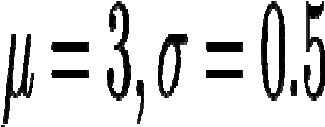 μ = 3, σ = 0.5